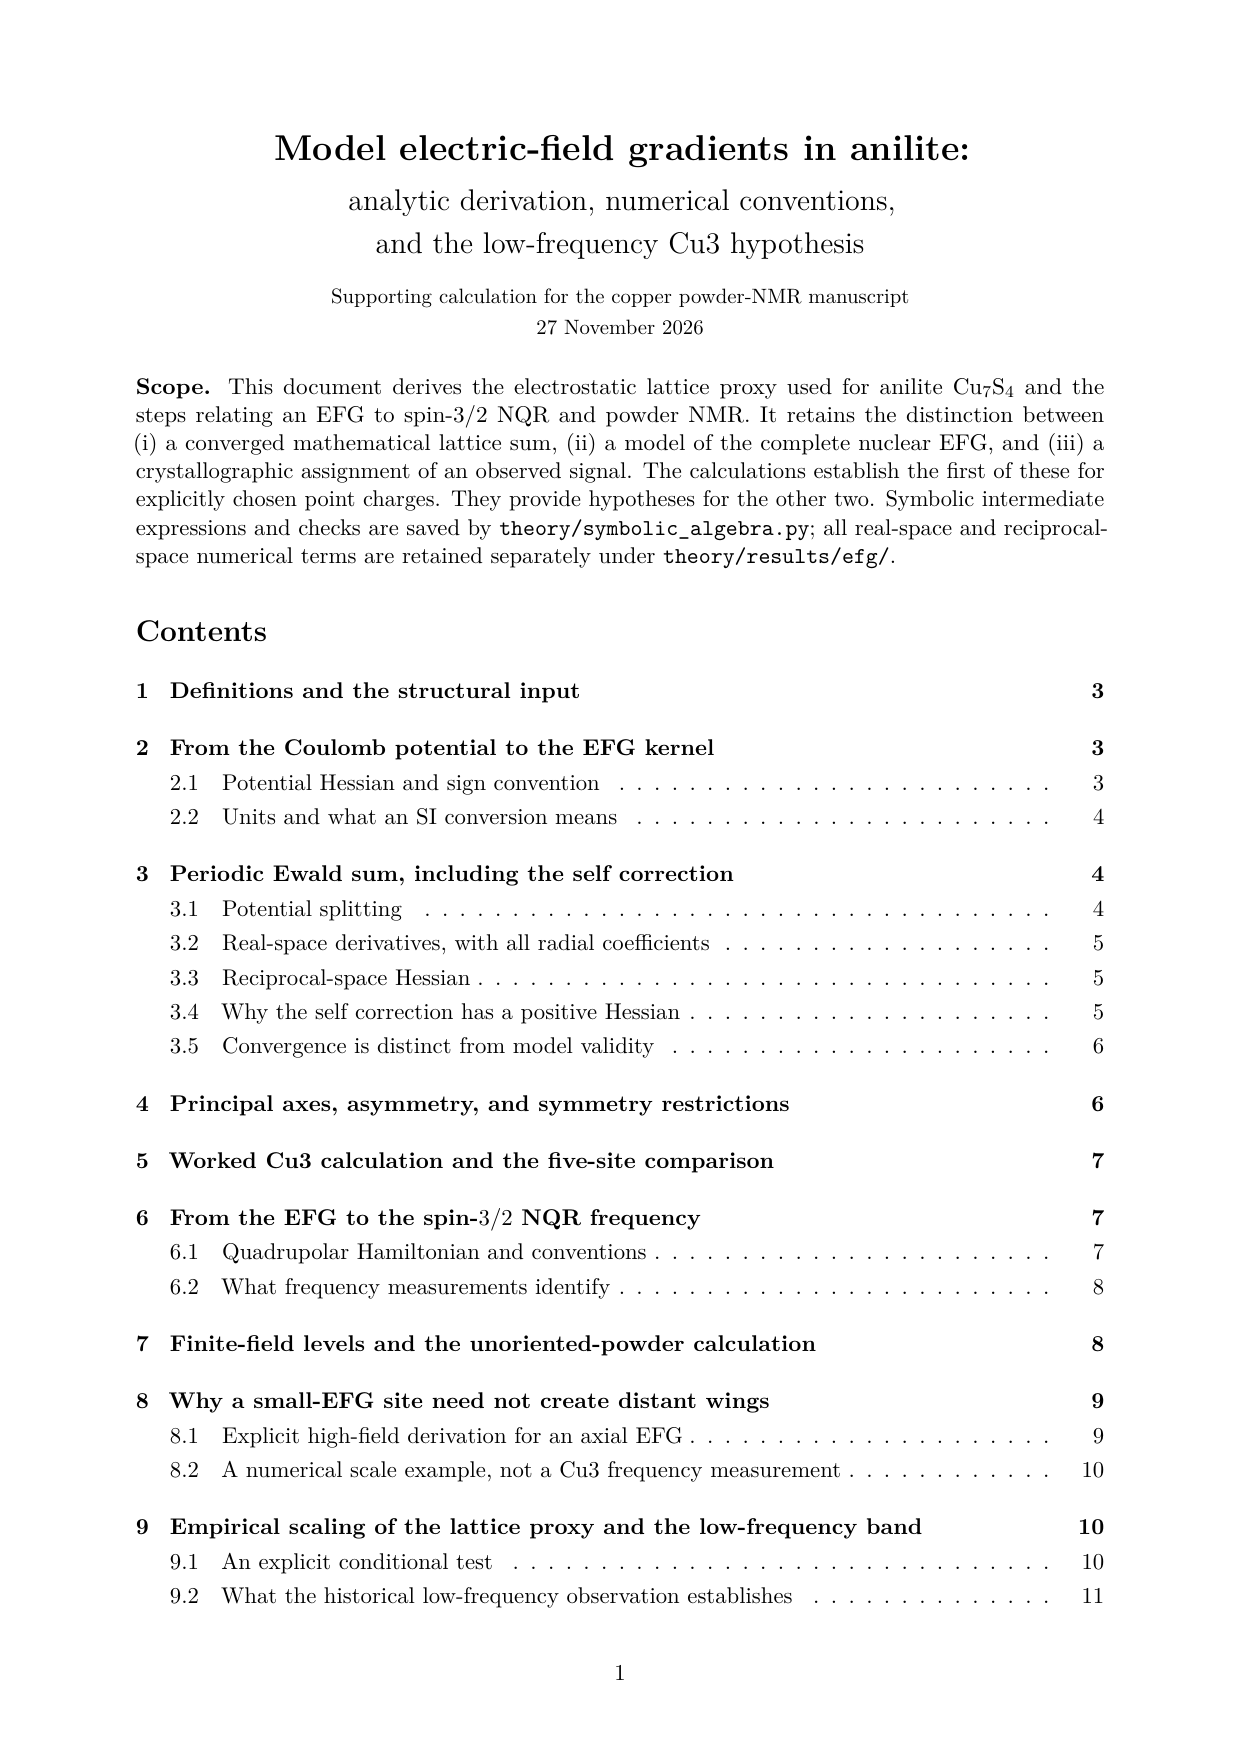 Model electric-field gradients in anilite:
analytic derivation, numerical conventions,
and the low-frequency Cu3 hypothesis
Supporting calculation for the copper powder-NMR manuscript
27 November 2026
Scope. This document derives the electrostatic lattice proxy used for anilite Cu₇S₄ and the
steps relating an EFG to spin-3/2 NQR and powder NMR. It retains the distinction between
(i) a converged mathematical lattice sum, (ii) a model of the complete nuclear EFG, and (iii) a
crystallographic assignment of an observed signal. The calculations establish the first of these for
explicitly chosen point charges. They provide hypotheses for the other two. Symbolic intermediate
expressions and checks are saved by theory/symbolic_algebra.py; all real-space and reciprocal-
space numerical terms are retained separately under theory/results/efg/.
Contents
1 Definitions and the structural input 3
2 From the Coulomb potential to the EFG kernel 3
2.1 Potential Hessian and sign convention . . . . . . . . . . . . . . . . . . . . . . . . . 3
2.2 Units and what an SI conversion means . . . . . . . . . . . . . . . . . . . . . . . . 4
3 Periodic Ewald sum, including the self correction 4
3.1 Potential splitting . . . . . . . . . . . . . . . . . . . . . . . . . . . . . . . . . . . . 4
3.2 Real-space derivatives, with all radial coefficients . . . . . . . . . . . . . . . . . . . 5
3.3 Reciprocal-space Hessian . . . . . . . . . . . . . . . . . . . . . . . . . . . . . . . . . 5
3.4 Why the self correction has a positive Hessian . . . . . . . . . . . . . . . . . . . . . 5
3.5 Convergence is distinct from model validity . . . . . . . . . . . . . . . . . . . . . . 6
4 Principal axes, asymmetry, and symmetry restrictions 6
5 Worked Cu3 calculation and the five-site comparison 7
6 From the EFG to the spin-3/2 NQR frequency 7
6.1 Quadrupolar Hamiltonian and conventions . . . . . . . . . . . . . . . . . . . . . . . 7
6.2 What frequency measurements identify . . . . . . . . . . . . . . . . . . . . . . . . . 8
7 Finite-field levels and the unoriented-powder calculation 8
8 Why a small-EFG site need not create distant wings 9
8.1 Explicit high-field derivation for an axial EFG . . . . . . . . . . . . . . . . . . . . . 9
8.2 A numerical scale example, not a Cu3 frequency measurement . . . . . . . . . . . . 10
9 Empirical scaling of the lattice proxy and the low-frequency band 10
9.1 An explicit conditional test . . . . . . . . . . . . . . . . . . . . . . . . . . . . . . . 10
9.2 What the historical low-frequency observation establishes . . . . . . . . . . . . . . 11
1